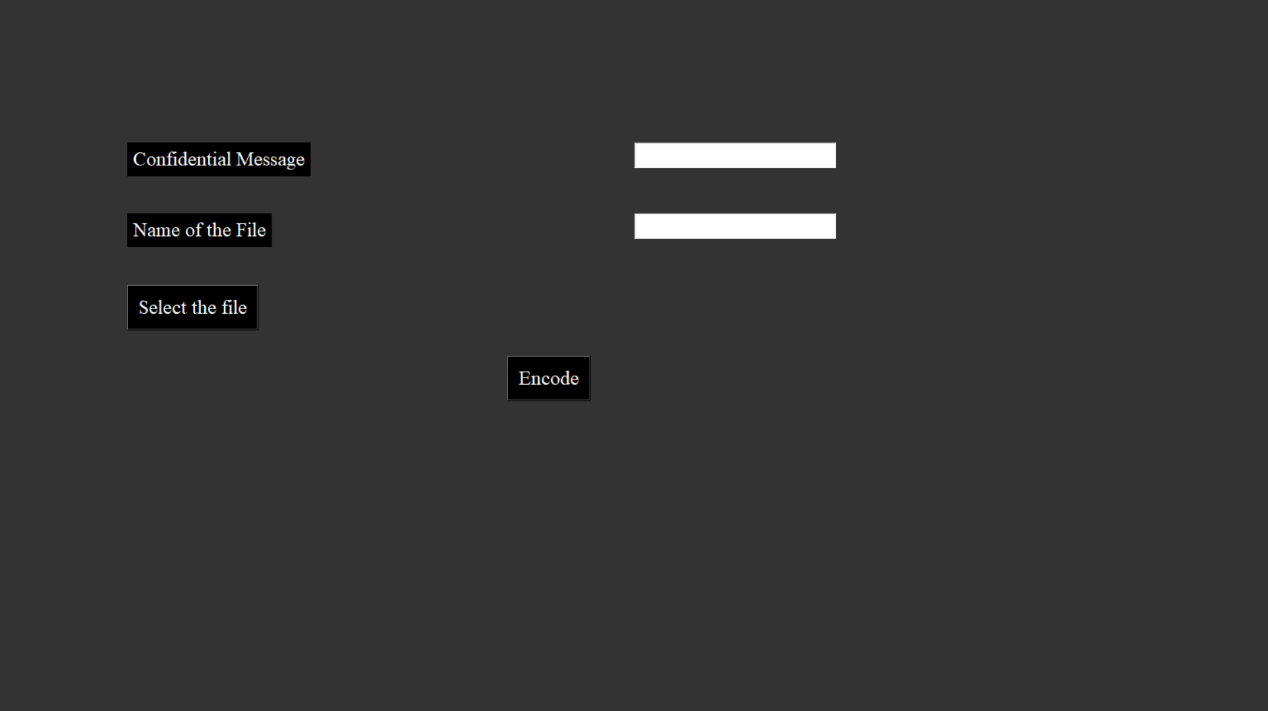 Confidential Message
Name of the File
Select the file
Encode